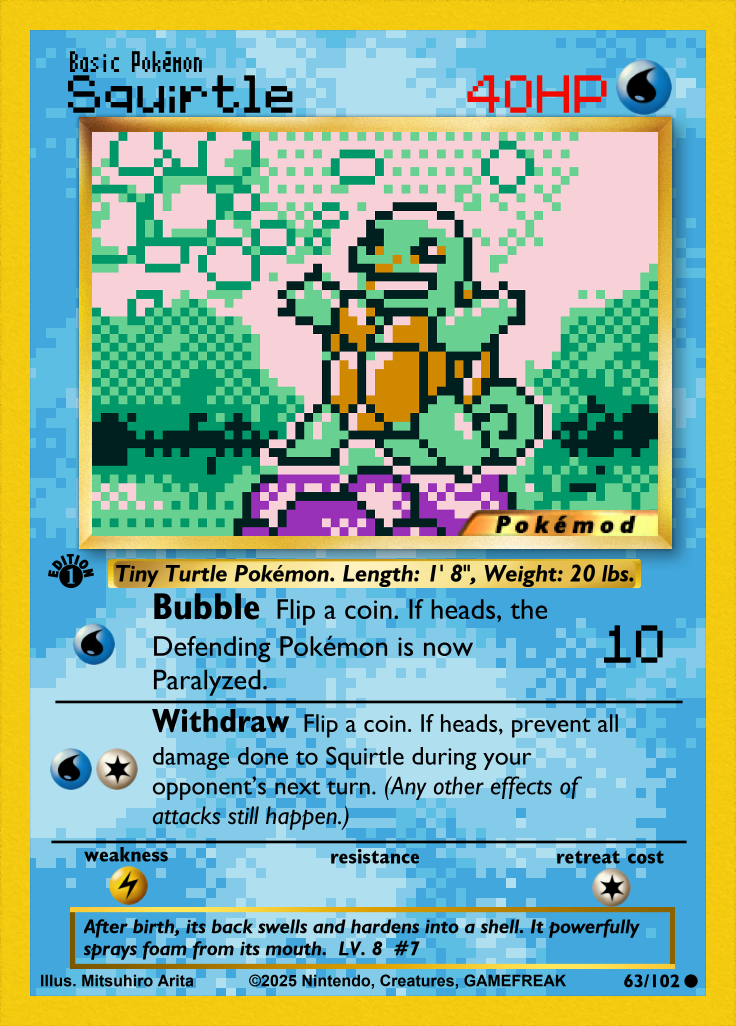 Basic Pokémon
Squirtle 40HP
Pokémod
EDITION
1
Tiny Turtle Pokémon. Length: 1' 8", Weight: 20 lbs.
Bubble Flip a coin. If heads, the
Defending Pokémon is now
Paralyzed.
10
Withdraw Flip a coin. If heads, prevent all
damage done to Squirtle during your
opponent's next turn. (Any other effects of
attacks still happen.)
weakness resistance retreat cost
After birth, its back swells and hardens into a shell. It powerfully
sprays foam from its mouth. LV. 8 #7
Illus. Mitsuhiro Arita ©2025 Nintendo, Creatures, GAMEFREAK 63/102